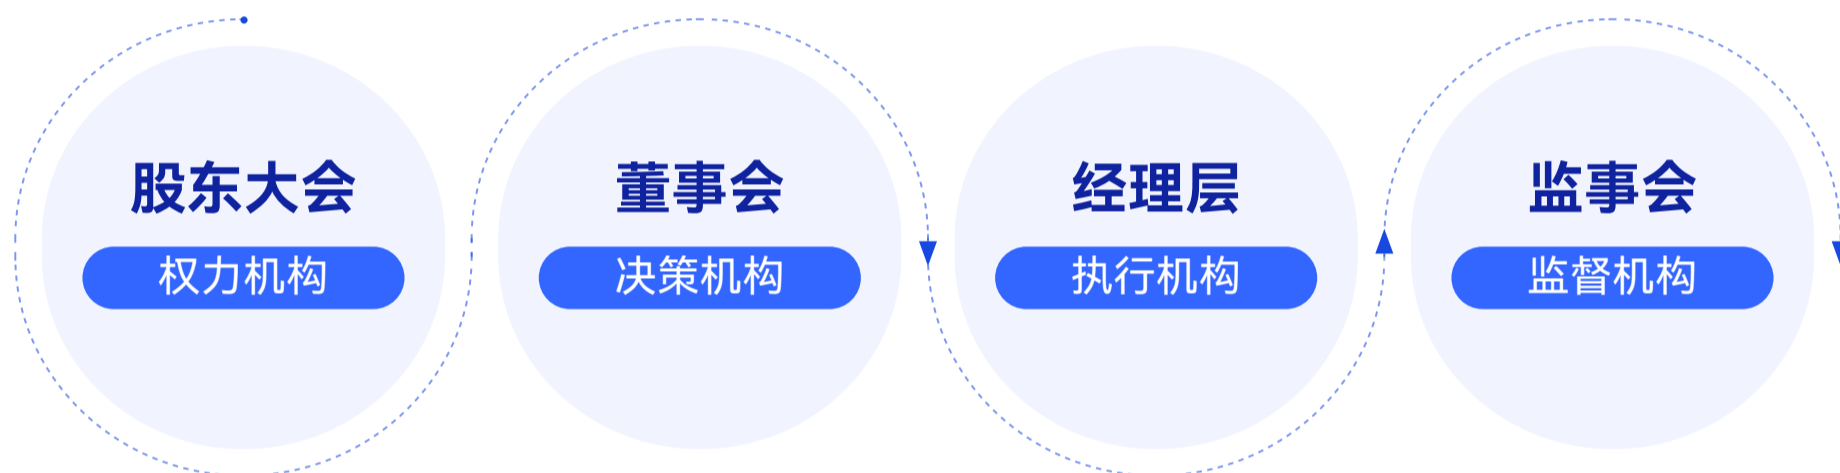 股东大会
权力机构
董事会
决策机构
经理层
执行机构
监事会
监督机构